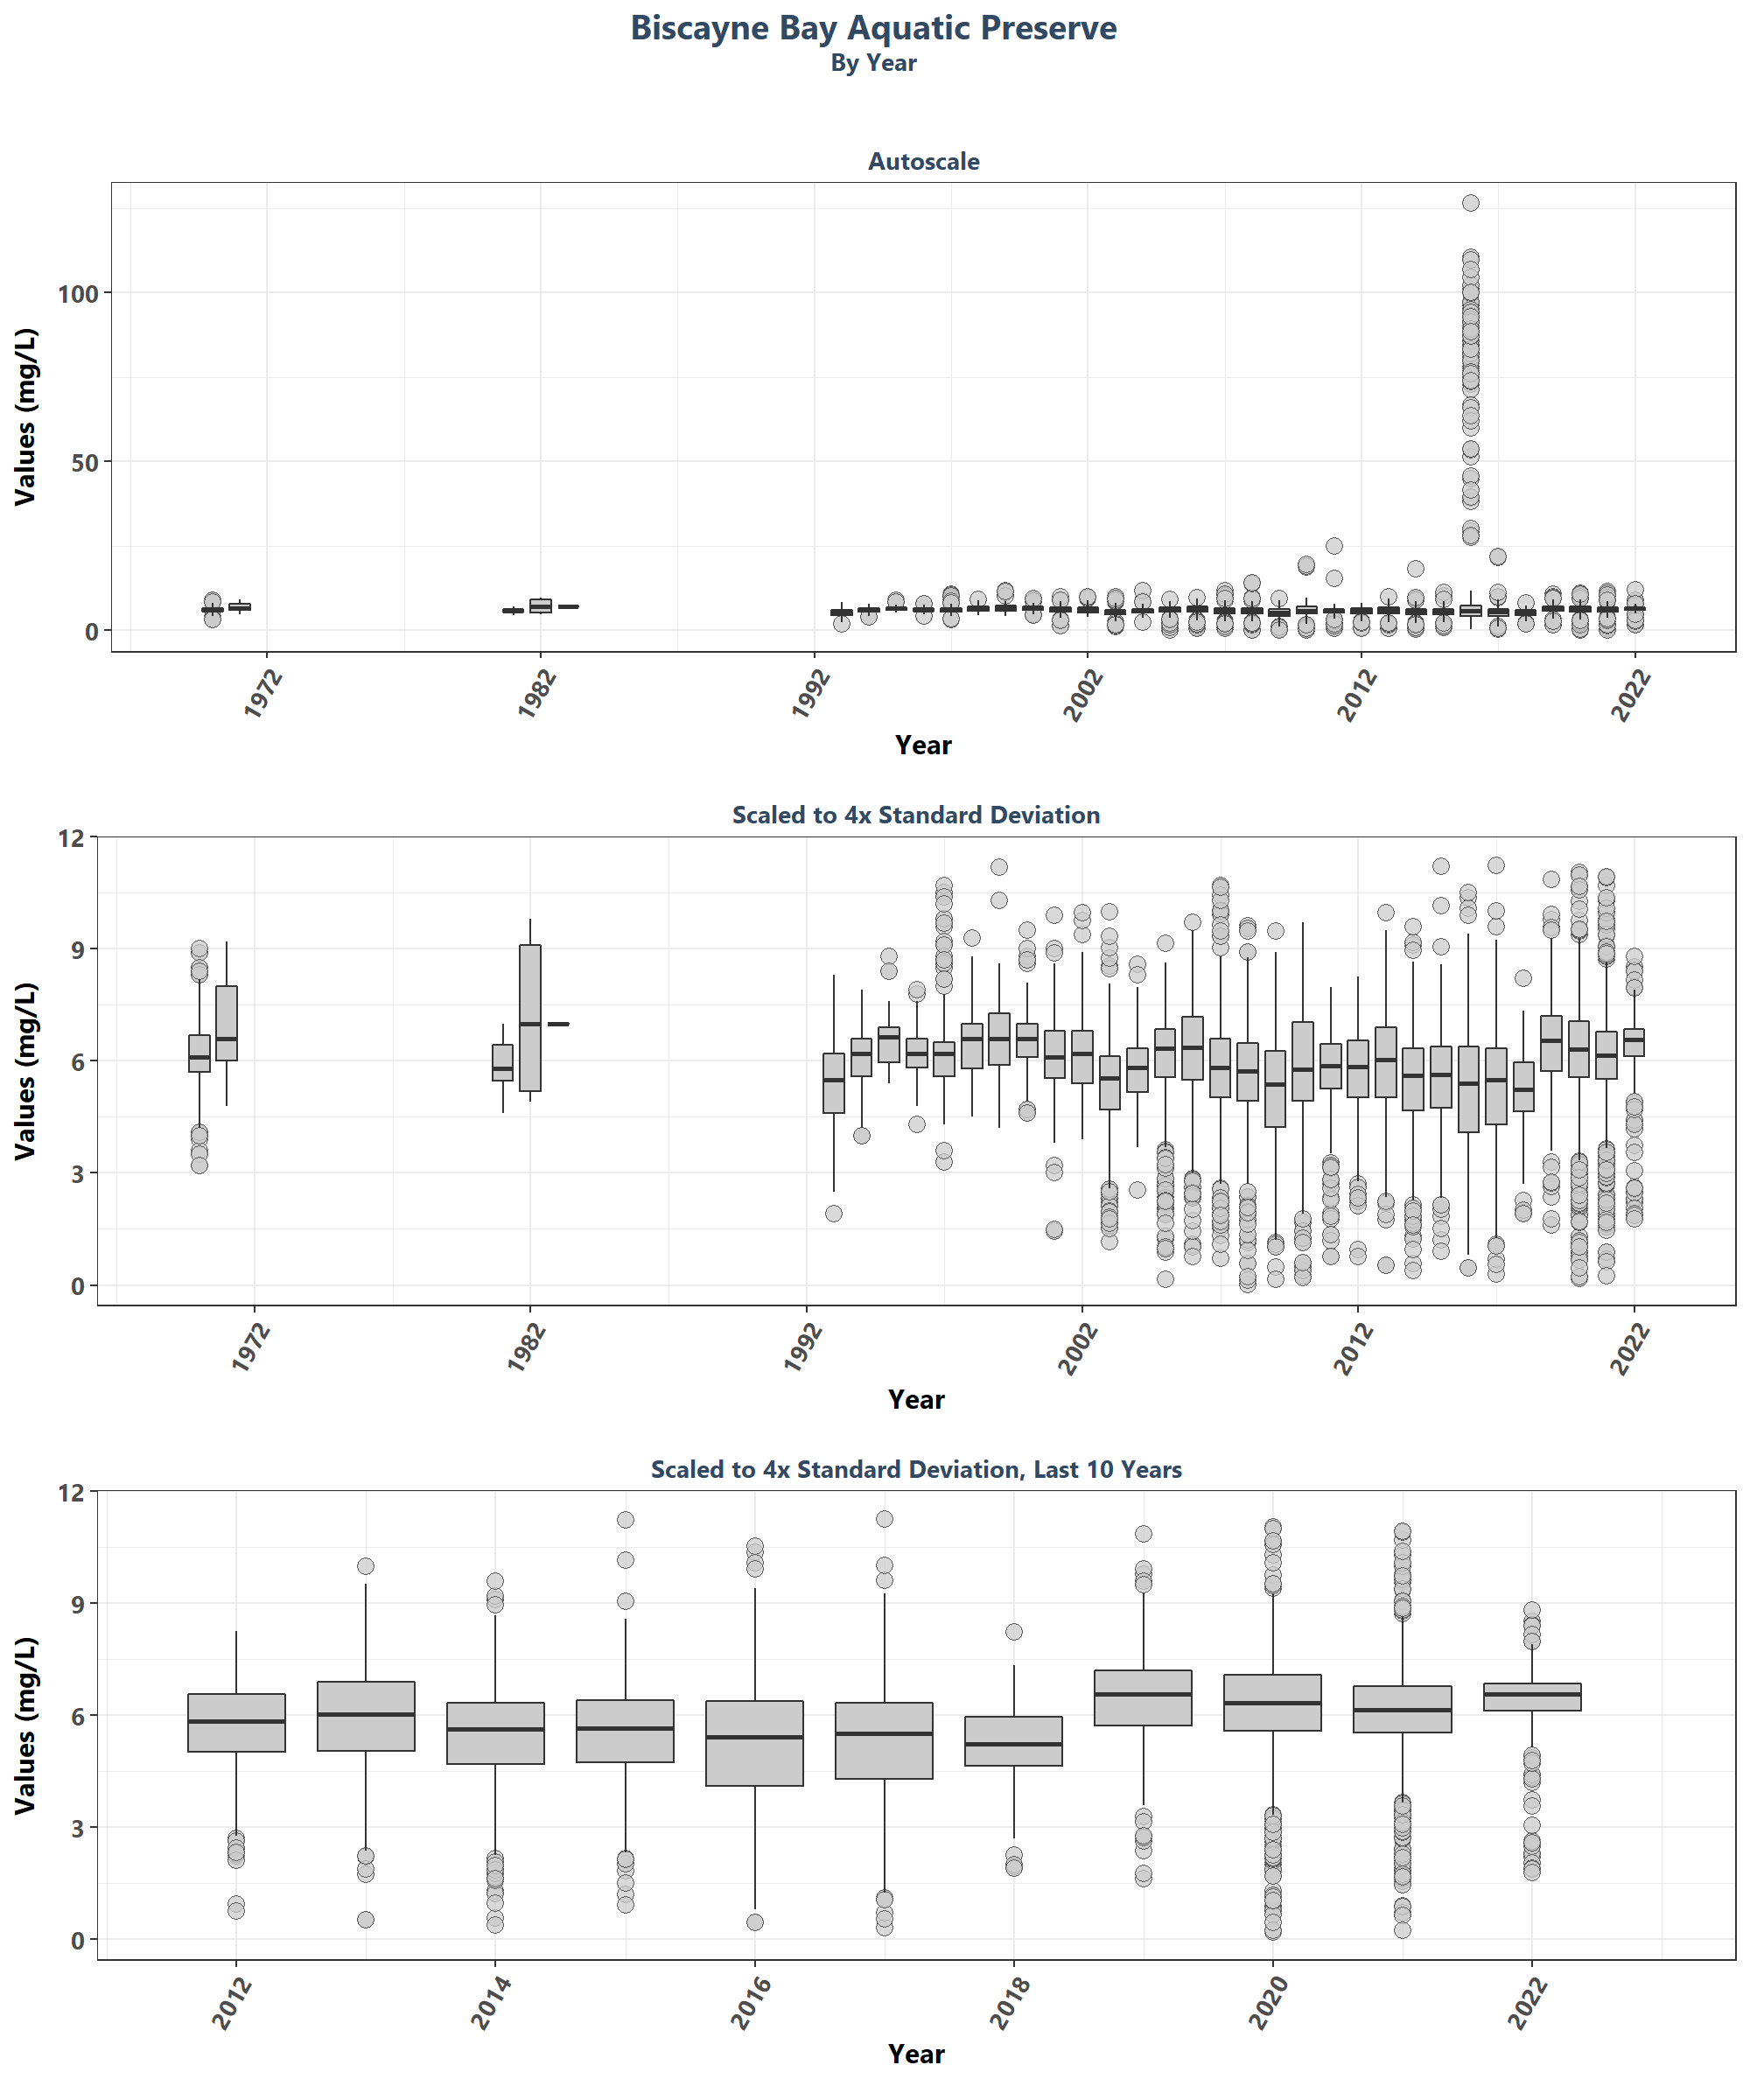 Biscayne Bay Aquatic Preserve
By Year
Autoscale
Values (mg/L)
100
50
0
1972
1982
1992
2002
2012
2022
Year
Scaled to 4x Standard Deviation
Values (mg/L)
12
9
6
3
0
1972
1982
1992
2002
2012
2022
Year
Scaled to 4x Standard Deviation, Last 10 Years
Values (mg/L)
12
9
6
3
0
2012
2014
2016
2018
2020
2022
Year